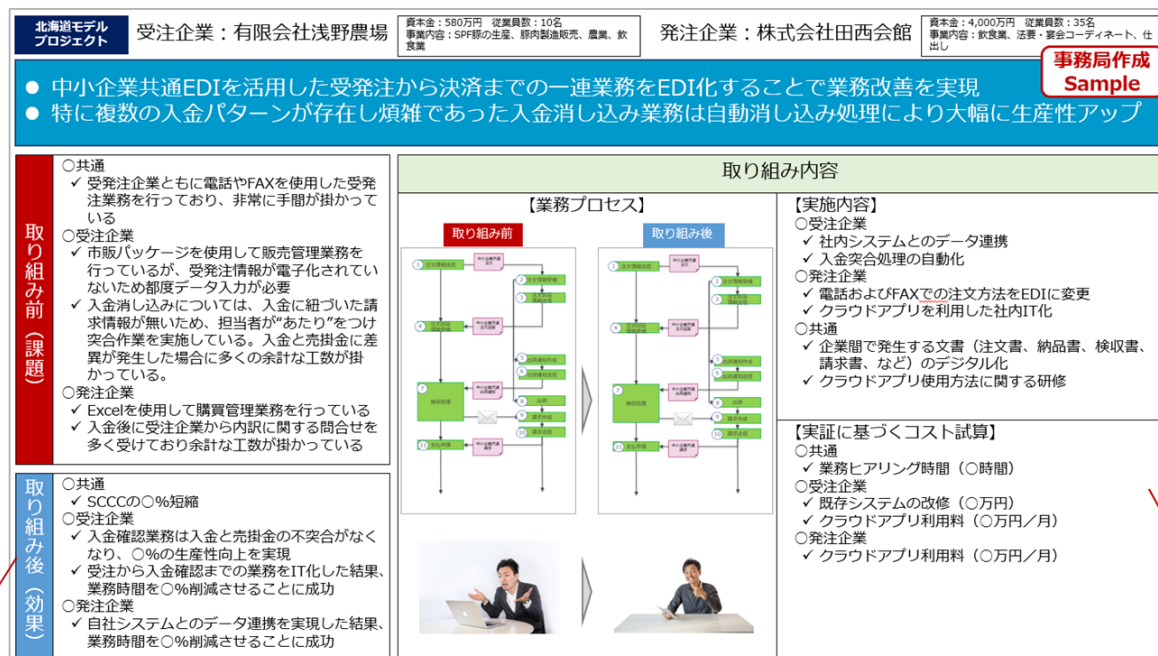 北海道モデル
プロジェクト
受注企業：有限会社浅野農場
資本金：580万円　従業員数：10名
事業内容：SPF豚の生産、豚肉製造販売、農業、飲
食業
発注企業：株式会社田西会館
資本金：4,000万円　従業員数：35名
事業内容：飲食業、法要・宴会コーディネート、仕
出し
事務局作成
Sample
● 中小企業共通EDIを活用した受発注から決済までの一連業務をEDI化することで業務改善を実現
● 特に複数の入金パターンが存在し煩雑であった入金消し込み業務は自動消し込み処理により大幅に生産性アップ
取り組み前（課題）
○共通
✓ 受発注企業ともに電話やFAXを使用した受発
注業務を行っており、非常に手間が掛かって
いる
○受注企業
✓ 市販パッケージを使用して販売管理業務を
行っているが、受発注情報が電子化されてい
ないため都度データ入力が必要
✓ 入金消し込みについては、入金に紐づいた請
求情報が無いため、担当者が“あたり”をつけ
突合作業を実施している。入金と売掛金に差
異が発生した場合に多くの余計な工数が掛
かっている。
○発注企業
✓ Excelを使用して購買管理業務を行っている
✓ 入金後に受注企業から内訳に関する問合せを
多く受けており余計な工数が掛かっている
取り組み後（効果）
○共通
✓ SCCCの○%短縮
○受注企業
✓ 入金確認業務は入金と売掛金の不突合がなく
なり、○%の生産性向上を実現
✓ 受注から入金確認までの業務をIT化した結果、
業務時間を○%削減させることに成功
○発注企業
✓ 自社システムとのデータ連携を実現した結果、
業務時間を○%削減させることに成功
取り組み内容
【業務プロセス】
取り組み前
取り組み後
【実施内容】
○受注企業
✓ 社内システムとのデータ連携
✓ 入金突合処理の自動化
○発注企業
✓ 電話およびFAXでの注文方法をEDIに変更
✓ クラウドアプリを利用した社内IT化
○共通
✓ 企業間で発生する文書（注文書、納品書、検収書、
請求書、など）のデジタル化
✓ クラウドアプリ使用方法に関する研修
【実証に基づくコスト試算】
○共通
✓ 業務ヒアリング時間（○時間）
○受注企業
✓ 既存システムの改修（○万円）
✓ クラウドアプリ利用料（○万円／月）
○発注企業
✓ クラウドアプリ利用料（○万円／月）